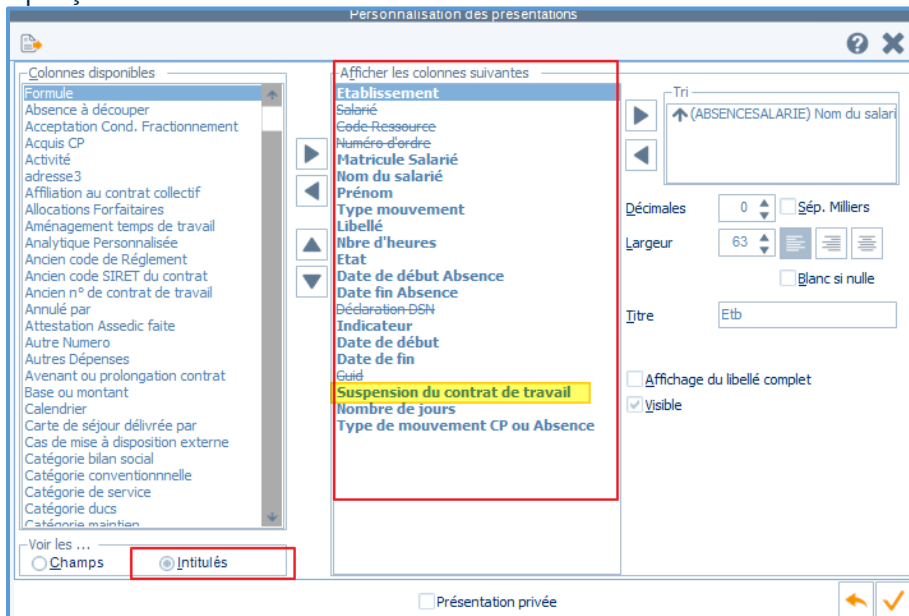 Personnalisation des présentations
Colonnes disponibles
Formule
Absence à découper
Acceptation Cond. Fractionnement
Acquis CP
Activité
adresse3
Affiliation au contrat collectif
Allocations Forfaitaires
Aménagement temps de travail
Analytique Personnalisée
Ancien code de Réglement
Ancien code SIRET du contrat
Ancien n° de contrat de travail
Annulé par
Attestation Assedic faite
Autre Numero
Autres Dépenses
Avenant ou prolongation contrat
Base ou montant
Calendrier
Carte de séjour délivrée par
Cas de mise à disposition externe
Catégorie bilan social
Catégorie conventionnnelle
Catégorie de service
Catégorie ducs
Catégorie maintien
Voir les ...
Champs
Intitulés
Afficher les colonnes suivantes
Etablissement
Salarié
Code Ressource
Numéro d'ordre
Matricule Salarié
Nom du salarié
Prénom
Type mouvement
Libellé
Nbre d'heures
Etat
Date de début Absence
Date fin Absence
Déclaration DSN
Indicateur
Date de début
Date de fin
Guid
Suspension du contrat de travail
Nombre de jours
Type de mouvement CP ou Absence
Tri
(ABSENCESALARIE) Nom du salari
Décimales 0 Sép. Milliers
Largeur 63
Blanc si nulle
Titre Etb
Affichage du libellé complet
Visible
Présentation privée